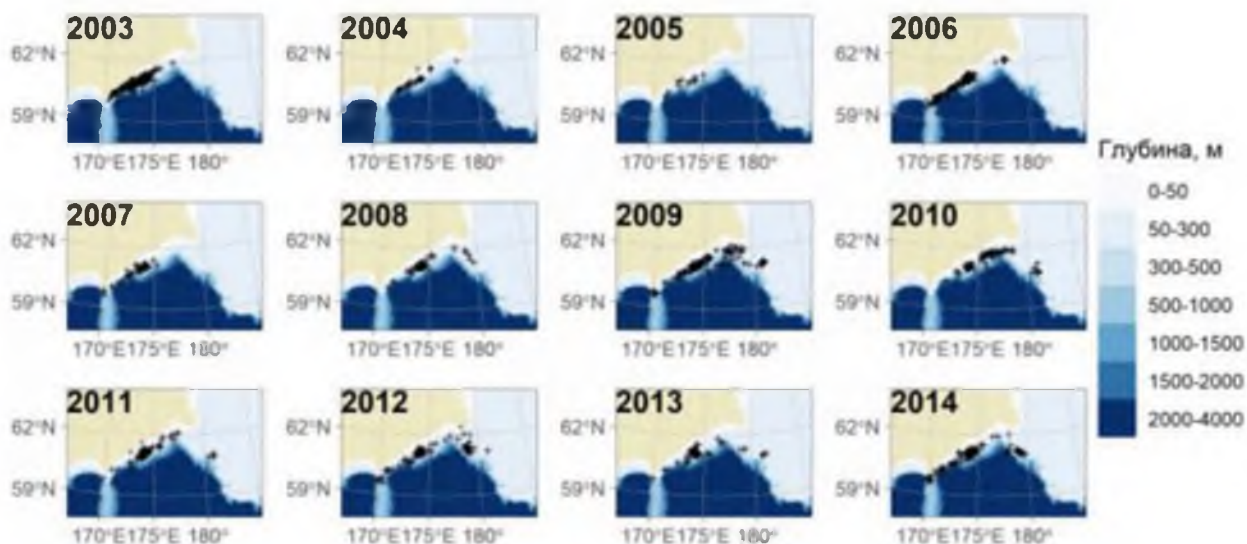 2003 2004 2005 2006
62°N 62°N 62°N 62°N
59°N 59°N 59°N 59°N
170°E175°E 180° 170°E175°E 180° 170°E175°E 180° 170°E175°E 180°
Глубина, м
0-50
50-300
300-500
500-1000
1000-1500
1500-2000
2000-4000
2007 2008 2009 2010
62°N 62°N 62°N 62°N
59°N 59°N 59°N 59°N
170°E175°E 180° 170°E175°E 180° 170°E175°E 180° 170°E175°E 180°
2011 2012 2013 2014
62°N 62°N 62°N 62°N
59°N 59°N 59°N 59°N
170°E175°E 180° 170°E175°E 180° 170°E175°E 180° 170°E175°E 180°